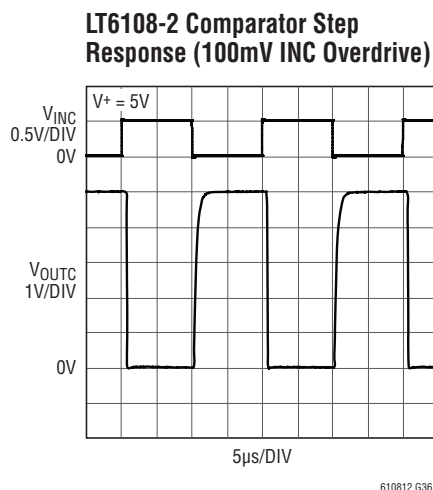 LT6108-2 Comparator Step
Response (100mV INC Overdrive)
V+ = 5V
VINC
0.5V/DIV
0V
VOUTC
1V/DIV
0V
5µs/DIV
610812 G36